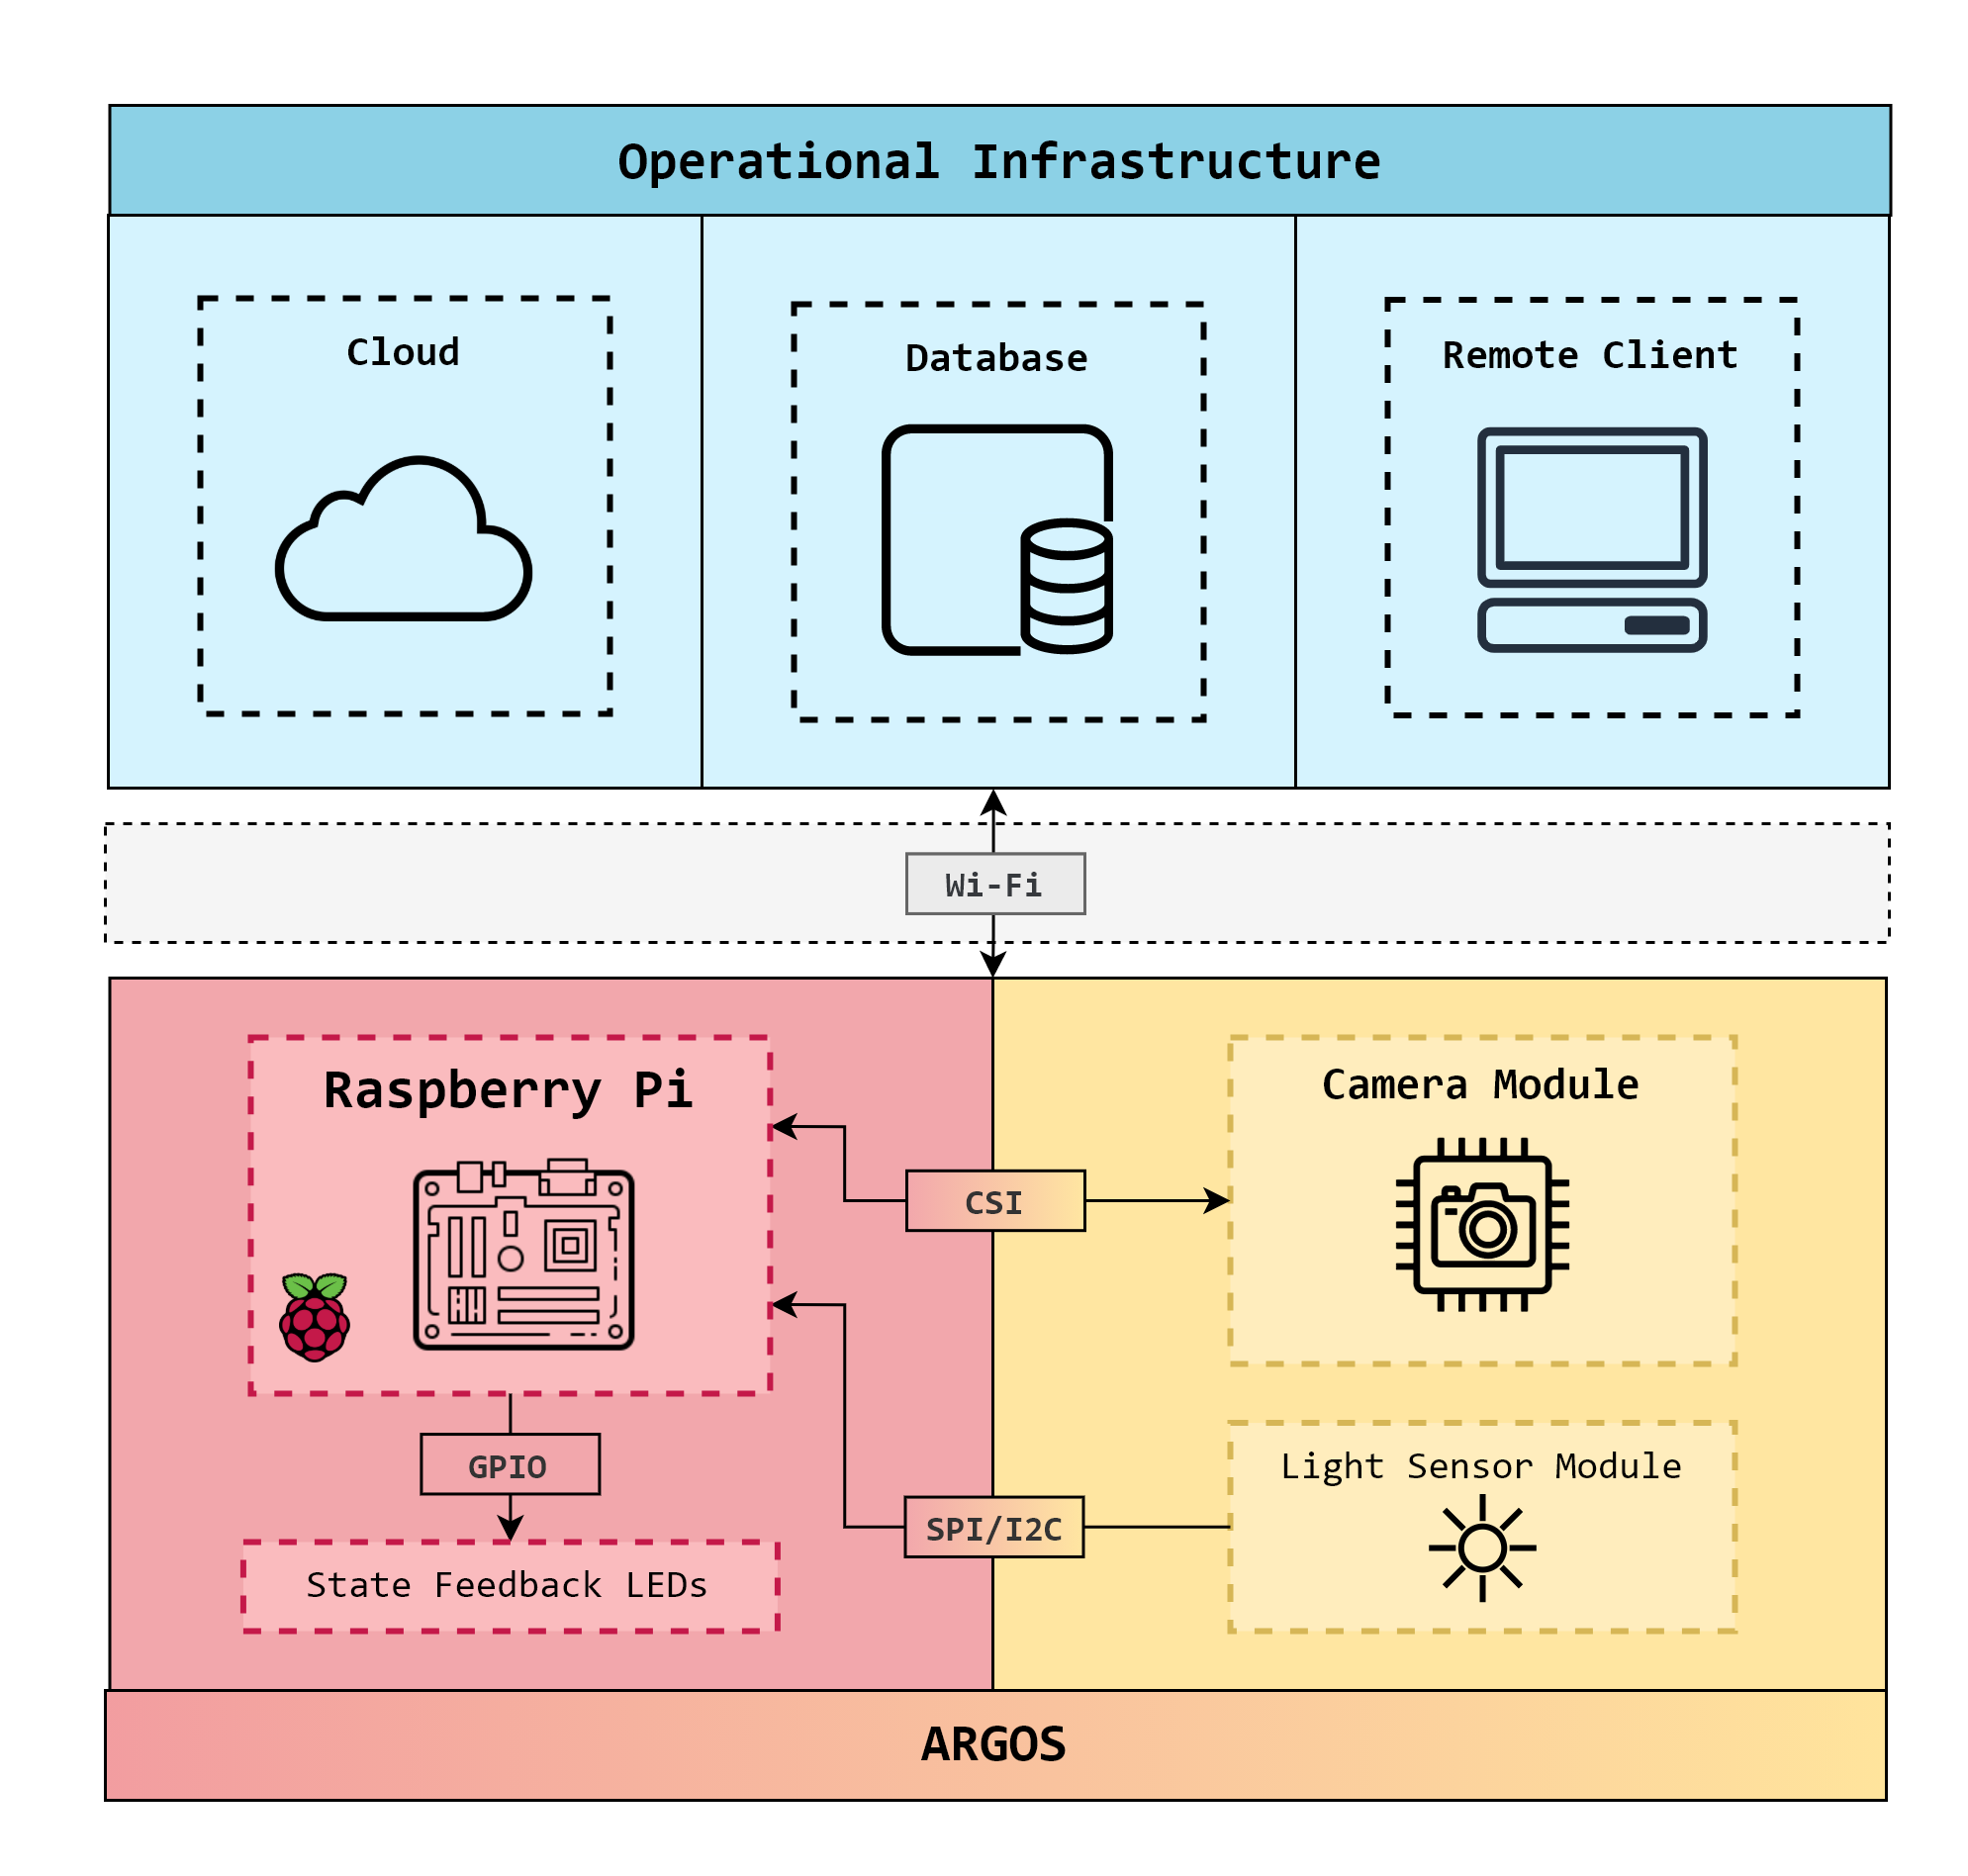 Operational Infrastructure
Cloud
Database
Remote Client
Wi-Fi
Raspberry Pi
Camera Module
CSI
GPIO
Light Sensor Module
SPI/I2C
State Feedback LEDs
ARGOS